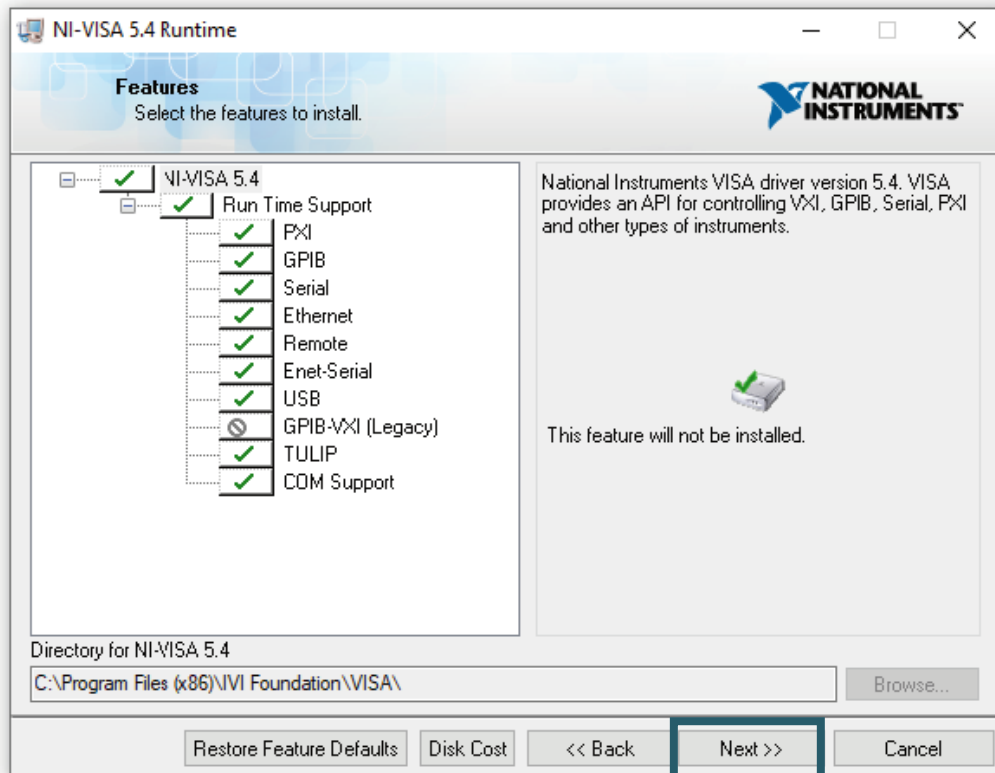 NI-VISA 5.4 Runtime
Features
Select the features to install.
NATIONAL
INSTRUMENTS™
NI-VISA 5.4
Run Time Support
PXI
GPIB
Serial
Ethernet
Remote
Enet-Serial
USB
GPIB-VXI (Legacy)
TULIP
COM Support
National Instruments VISA driver version 5.4. VISA
provides an API for controlling VXI, GPIB, Serial, PXI
and other types of instruments.
This feature will not be installed.
Directory for NI-VISA 5.4
C:\Program Files (x86)\IVI Foundation\VISA\
Browse...
Restore Feature Defaults
Disk Cost
<< Back
Next >>
Cancel